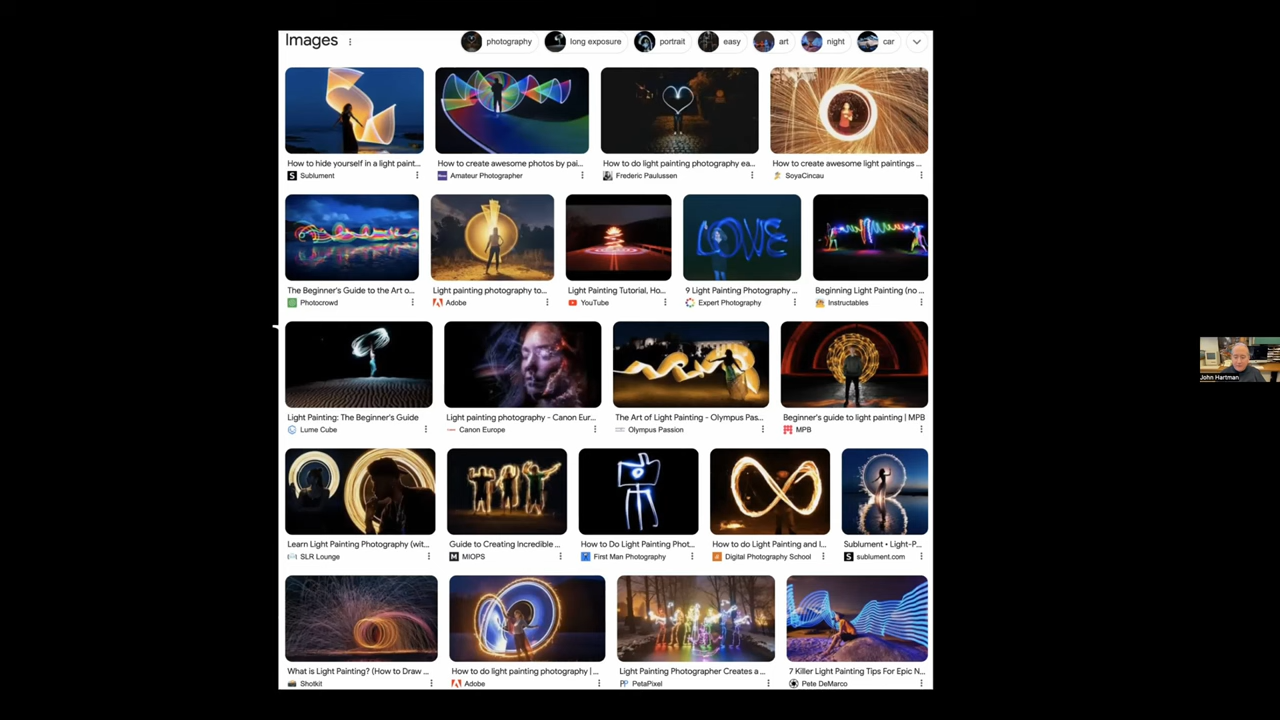 Images
photography
long exposure
portrait
easy
art
night
car
How to hide yourself in a light paint...
How to create awesome photos by pai...
How to do light painting photography ea...
How to create awesome light paintings ...
Sublument
Amateur Photographer
Frederic Paulussen
SoyaCincau
LOVE
The Beginner's Guide to the Art o...
Light painting photography to...
Light Painting Tutorial, Ho...
9 Light Painting Photography ...
Beginning Light Painting (no ...
Photocrowd
Adobe
YouTube
Expert Photography
Instructables
Light Painting: The Beginner's Guide
Light painting photography - Canon Eur...
The Art of Light Painting - Olympus Pas...
Beginner's guide to light painting | MPB
Lume Cube
Canon Europe
Olympus Passion
MPB
John Hartman
Learn Light Painting Photography (wit...
Guide to Creating Incredible ...
How to Do Light Painting Phot...
How to do Light Painting and I...
Sublument • Light-P...
SLR Lounge
MIOPS
First Man Photography
Digital Photography School
sublument.com
What is Light Painting? (How to Draw ...
How to do light painting photography | ...
Light Painting Photographer Creates a ...
7 Killer Light Painting Tips For Epic N...
Shotkit
Adobe
PetaPixel
Pete DeMarco